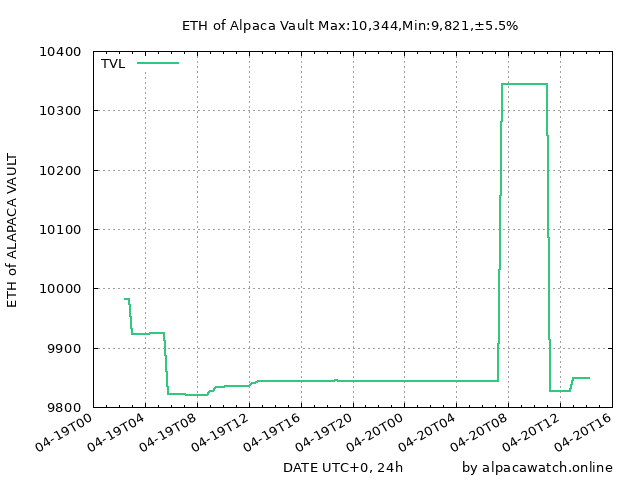 ETH of Alpaca Vault Max:10,344,Min:9,821,±5.5%
TVL
10400
10300
10200
10100
10000
9900
9800
ETH of ALAPACA VAULT
04-19T00
04-19T04
04-19T08
04-19T12
04-19T16
04-19T20
04-20T00
04-20T04
04-20T08
04-20T12
04-20T16
DATE UTC+0, 24h
by alpacawatch.online